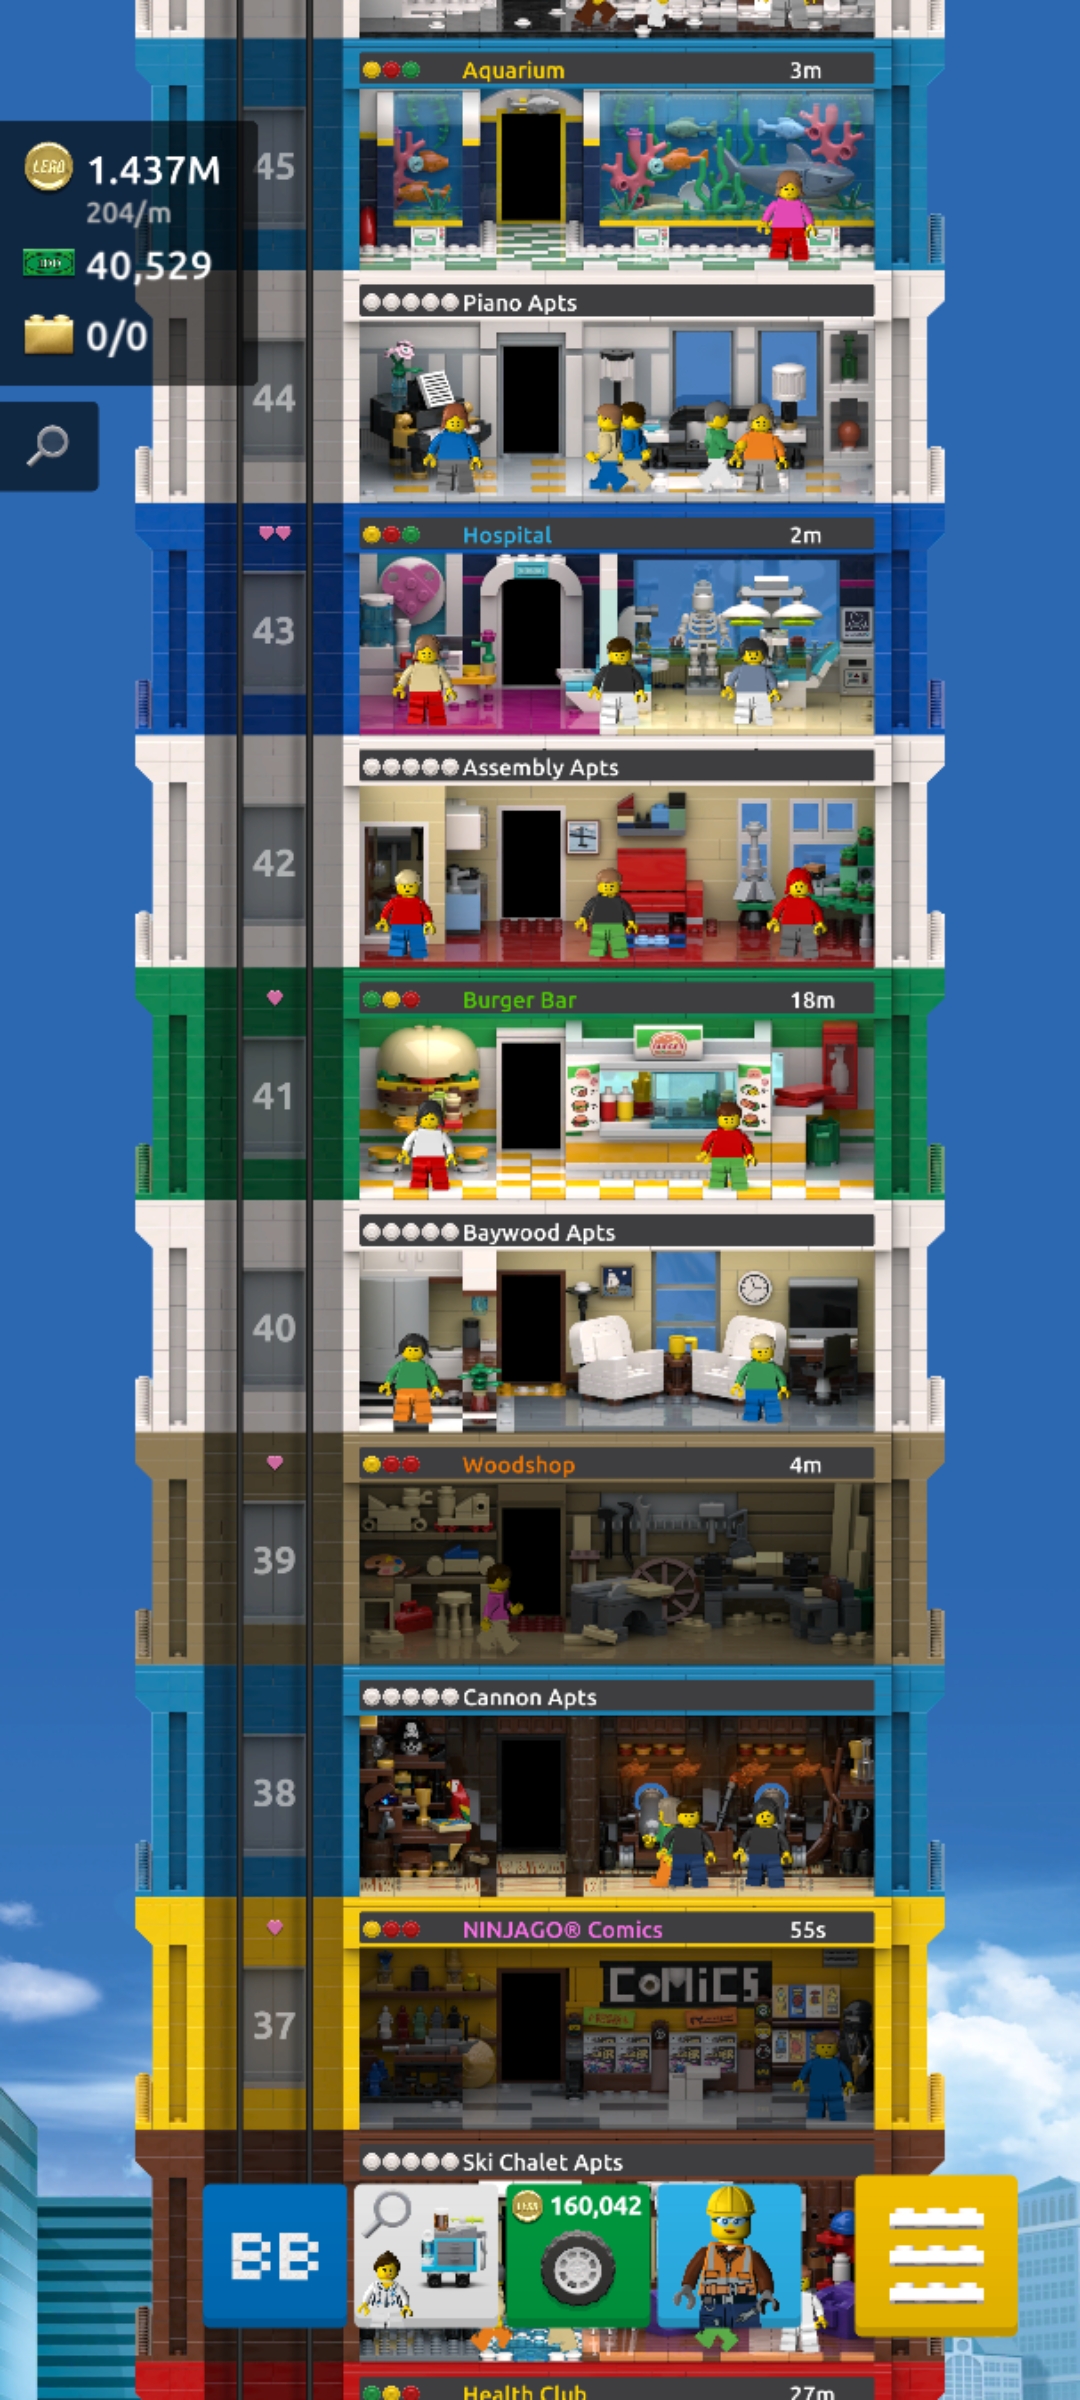 Aquarium 3m
45
LEGO 1.437M
204/m
40,529
0/0
Piano Apts
44
Hospital 2m
43
Assembly Apts
42
Burger Bar 18m
41
Baywood Apts
40
Woodshop 4m
39
Cannon Apts
38
NINJAGO® Comics 55s
COMiCS
37
Ski Chalet Apts
BB
160,042
Health Club 27m